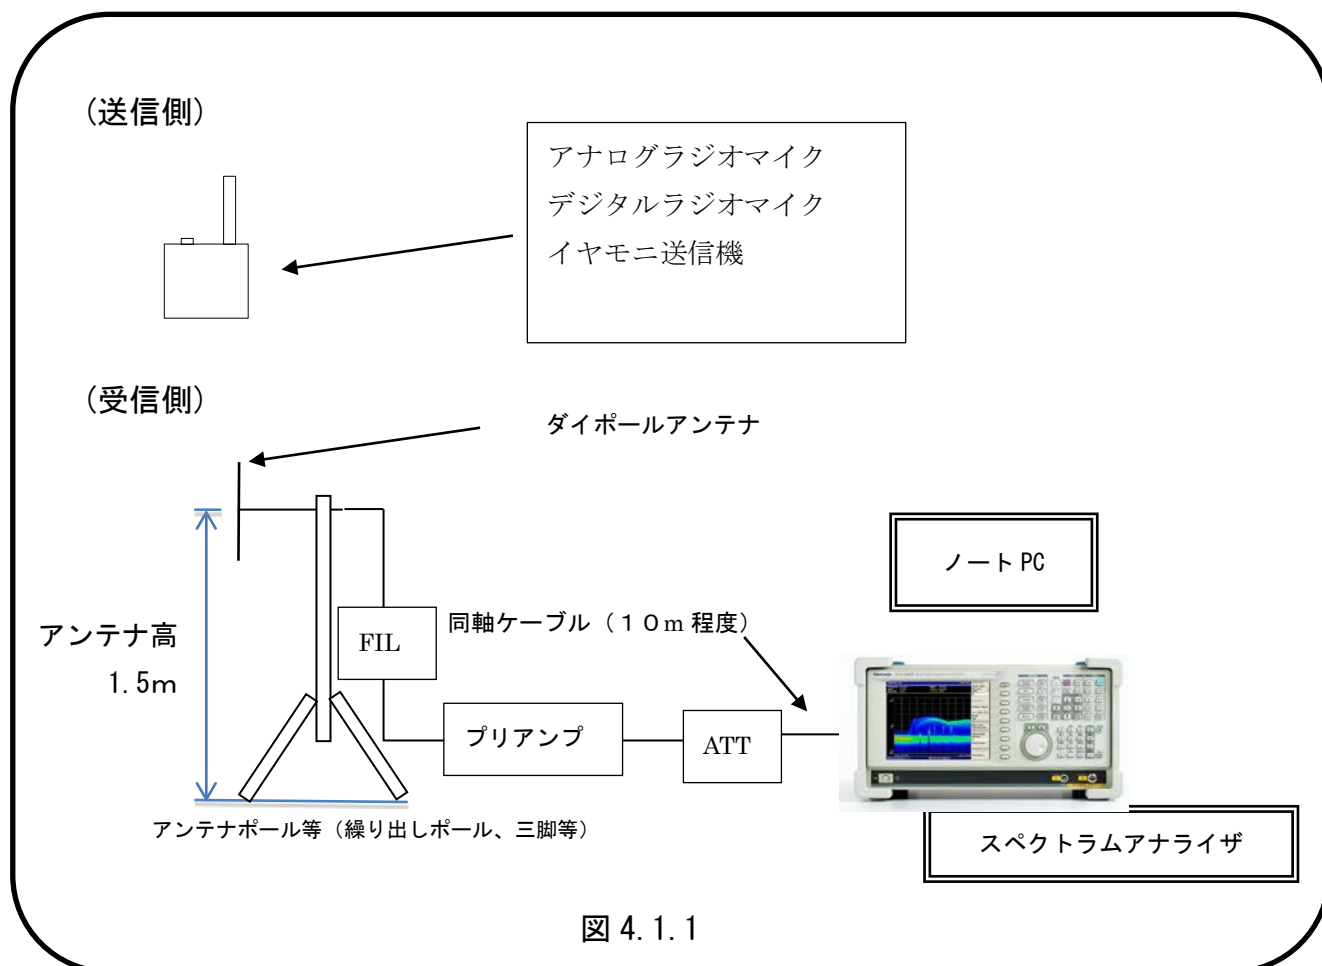 （送信側）
アナログラジオマイク
デジタルラジオマイク
イヤモニ送信機
（受信側）
ダイポールアンテナ
ノート PC
アンテナ高
1.5ｍ
FIL
同軸ケーブル（１０ｍ程度）
プリアンプ
ATT
アンテナポール等（繰り出しポール、三脚等）
スペクトラムアナライザ
図 4.1.1